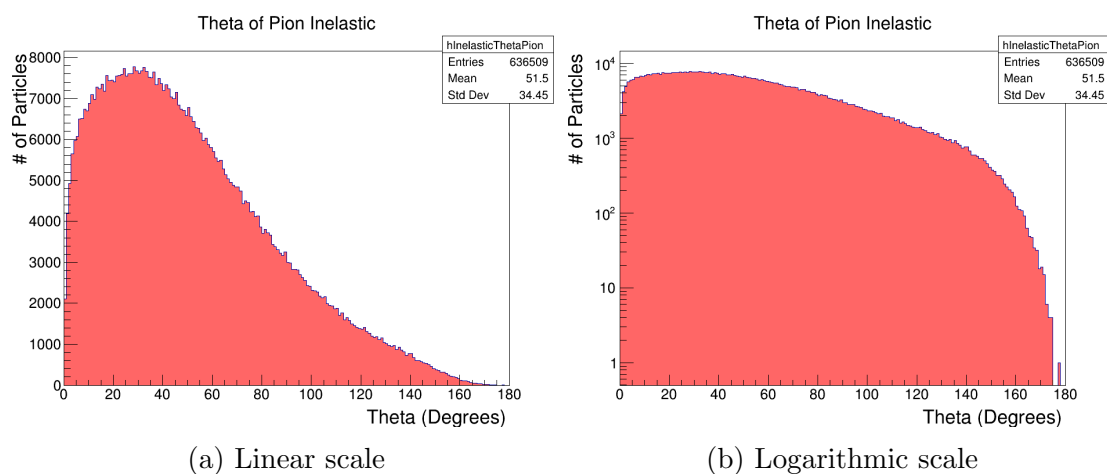 Theta of Pion Inelastic
hInelasticThetaPion
Entries 636509
Mean 51.5
Std Dev 34.45
# of Particles
8000
7000
6000
5000
4000
3000
2000
1000
0
0 20 40 60 80 100 120 140 160 180
Theta (Degrees)
(a) Linear scale
Theta of Pion Inelastic
hInelasticThetaPion
Entries 636509
Mean 51.5
Std Dev 34.45
# of Particles
10⁴
10³
10²
10
1
0 20 40 60 80 100 120 140 160 180
Theta (Degrees)
(b) Logarithmic scale